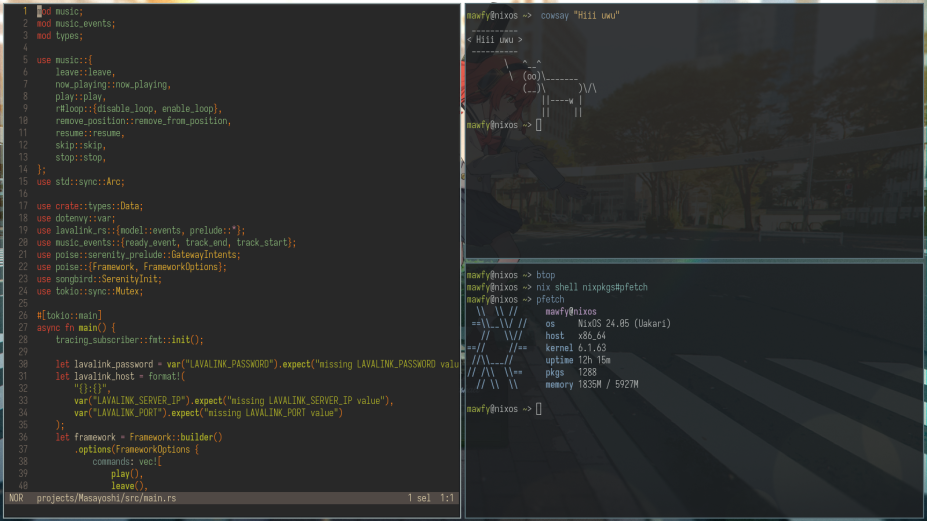 1 mod music;
2 mod music_events;
3 mod types;
4
5 use music::{
6 leave::leave,
7 now_playing::now_playing,
8 play::play,
9 r#loop::{disable_loop, enable_loop},
10 remove_position::remove_from_position,
11 resume::resume,
12 skip::skip,
13 stop::stop,
14 };
15 use std::sync::Arc;
16
17 use crate::types::Data;
18 use dotenvy::var;
19 use lavalink_rs::{model::events, prelude::*};
20 use music_events::{ready_event, track_end, track_start};
21 use poise::serenity_prelude::GatewayIntents;
22 use poise::{Framework, FrameworkOptions};
23 use songbird::SerenityInit;
24 use tokio::sync::Mutex;
25
26 #[tokio::main]
27 async fn main() {
28 tracing_subscriber::fmt::init();
29
30 let lavalink_password = var("LAVALINK_PASSWORD").expect("missing LAVALINK_PASSWORD valu
31 let lavalink_host = format!(
32 "{}:{}",
33 var("LAVALINK_SERVER_IP").expect("missing LAVALINK_SERVER_IP value"),
34 var("LAVALINK_PORT").expect("missing LAVALINK_PORT value")
35 );
36 let framework = Framework::builder()
37 .options(FrameworkOptions {
38 commands: vec![
39 play(),
40 leave(),
NOR projects/Masayoshi/src/main.rs 1 sel 1:1
mawfy@nixos ~> cowsay "Hiii uwu"
__________
< Hiii uwu >
----------
\ ^__^
\ (oo)\_______
(__)\ )\/\
||----w |
|| ||
mawfy@nixos ~>
mawfy@nixos ~> btop
mawfy@nixos ~> nix shell nixpkgs#pfetch
mawfy@nixos ~> pfetch
\\ \\ // mawfy@nixos
==\\__\\/ // os NixOS 24.05 (Uakari)
// \\// host x86_64
==// //== kernel 6.1.63
//\\___// uptime 12h 15m
// /\\ \\== pkgs 1288
// \\ \\ memory 1835M / 5927M
mawfy@nixos ~>